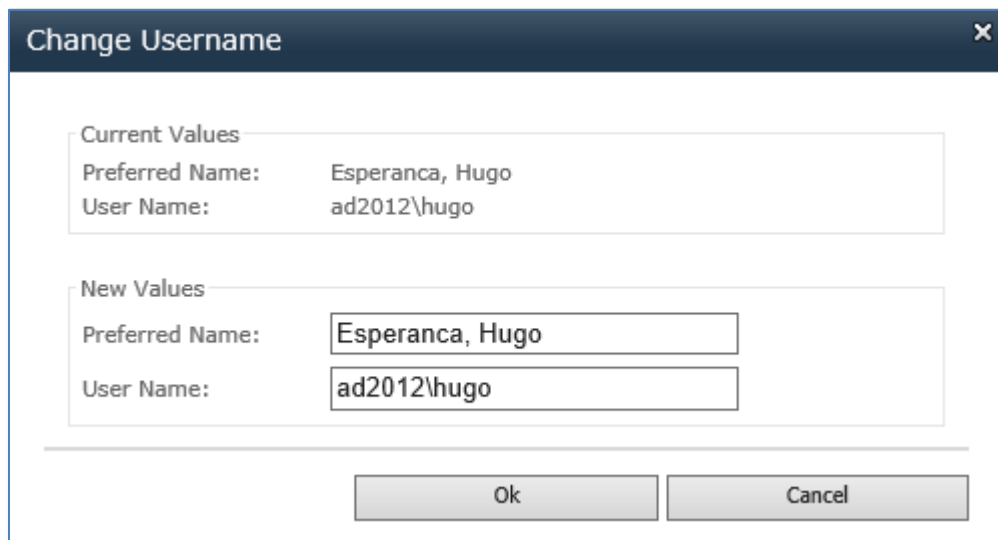 Change Username
Current Values
Preferred Name: Esperanca, Hugo
User Name: ad2012\hugo
New Values
Preferred Name: Esperanca, Hugo
User Name: ad2012\hugo
Ok Cancel